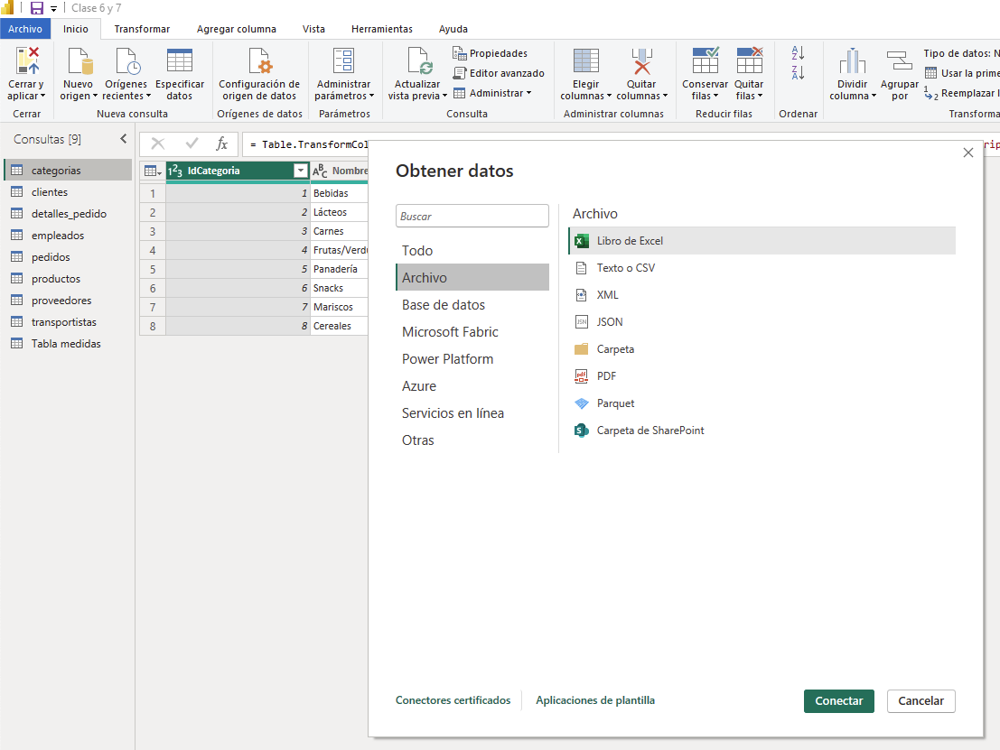 Clase 6 y 7
Archivo Inicio Transformar Agregar columna Vista Herramientas Ayuda
Cerrar y aplicar
Nuevo origen
Orígenes recientes
Especificar datos
Configuración de origen de datos
Administrar parámetros
Actualizar vista previa
Propiedades
Editor avanzado
Administrar
Elegir columnas
Quitar columnas
Conservar filas
Quitar filas
Dividir columna
Agrupar por
Tipo de datos: N
Usar la prime
Reemplazar l
Cerrar
Nueva consulta
Orígenes de datos
Parámetros
Consulta
Administrar columnas
Reducir filas
Ordenar
Transforma
Consultas [9]
categorias
clientes
detalles_pedido
empleados
pedidos
productos
proveedores
transportistas
Tabla medidas
= Table.TransformCol
rip
IdCategoria Nombre
1 1 Bebidas
2 2 Lácteos
3 3 Carnes
4 4 Frutas/Verdu
5 5 Panadería
6 6 Snacks
7 7 Mariscos
8 8 Cereales
Obtener datos
Buscar
Todo
Archivo
Base de datos
Microsoft Fabric
Power Platform
Azure
Servicios en línea
Otras
Archivo
Libro de Excel
Texto o CSV
XML
JSON
Carpeta
PDF
Parquet
Carpeta de SharePoint
Conectores certificados
Aplicaciones de plantilla
Conectar
Cancelar